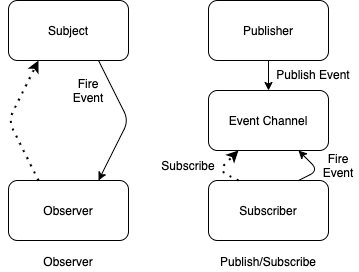 Subject
Fire
Event
Observer
Observer
Publisher
Publish Event
Event Channel
Subscribe
Fire
Event
Subscriber
Publish/Subscribe